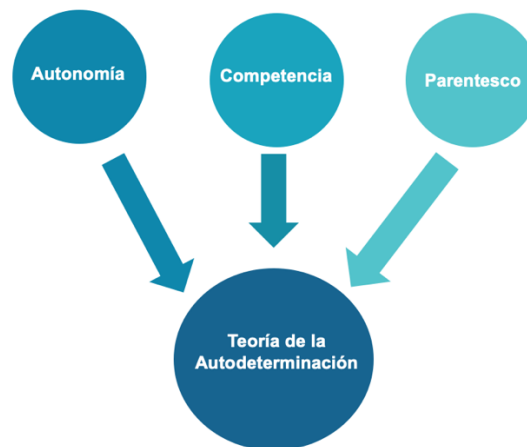 Autonomía
Competencia
Parentesco
Teoría de la
Autodeterminación